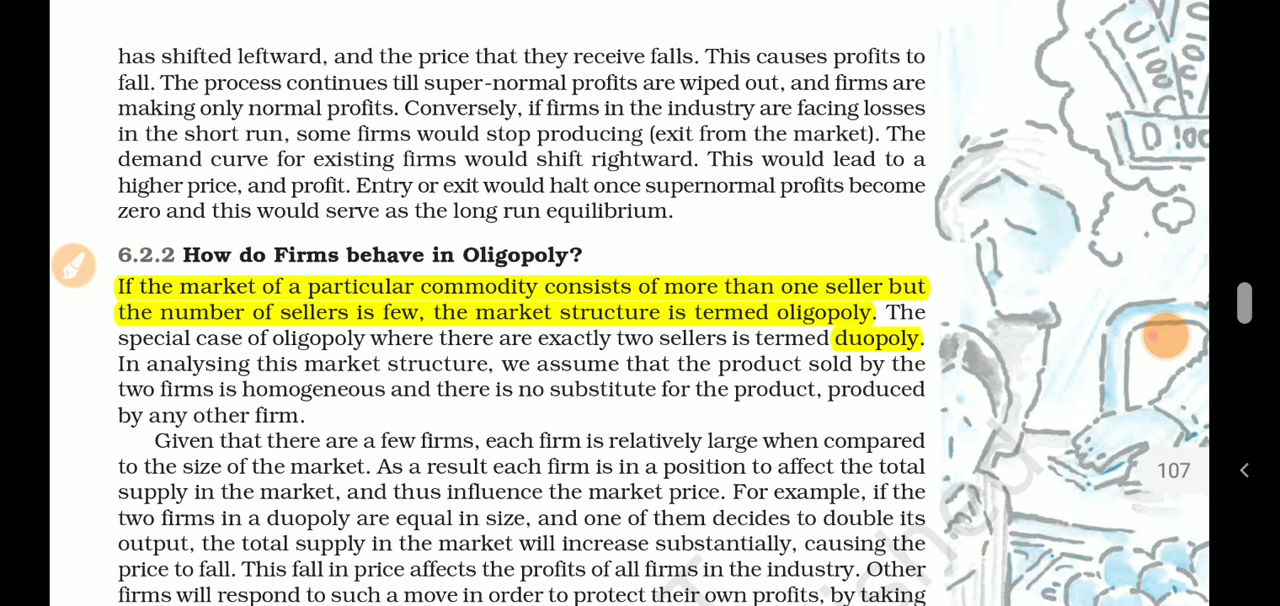 has shifted leftward, and the price that they receive falls. This causes profits to
fall. The process continues till super-normal profits are wiped out, and firms are
making only normal profits. Conversely, if firms in the industry are facing losses
in the short run, some firms would stop producing (exit from the market). The
demand curve for existing firms would shift rightward. This would lead to a
higher price, and profit. Entry or exit would halt once supernormal profits become
zero and this would serve as the long run equilibrium.
6.2.2 How do Firms behave in Oligopoly?
If the market of a particular commodity consists of more than one seller but
the number of sellers is few, the market structure is termed oligopoly. The
special case of oligopoly where there are exactly two sellers is termed duopoly.
In analysing this market structure, we assume that the product sold by the
two firms is homogeneous and there is no substitute for the product, produced
by any other firm.
Given that there are a few firms, each firm is relatively large when compared
to the size of the market. As a result each firm is in a position to affect the total
supply in the market, and thus influence the market price. For example, if the
two firms in a duopoly are equal in size, and one of them decides to double its
output, the total supply in the market will increase substantially, causing the
price to fall. This fall in price affects the profits of all firms in the industry. Other
firms will respond to such a move in order to protect their own profits, by taking
107